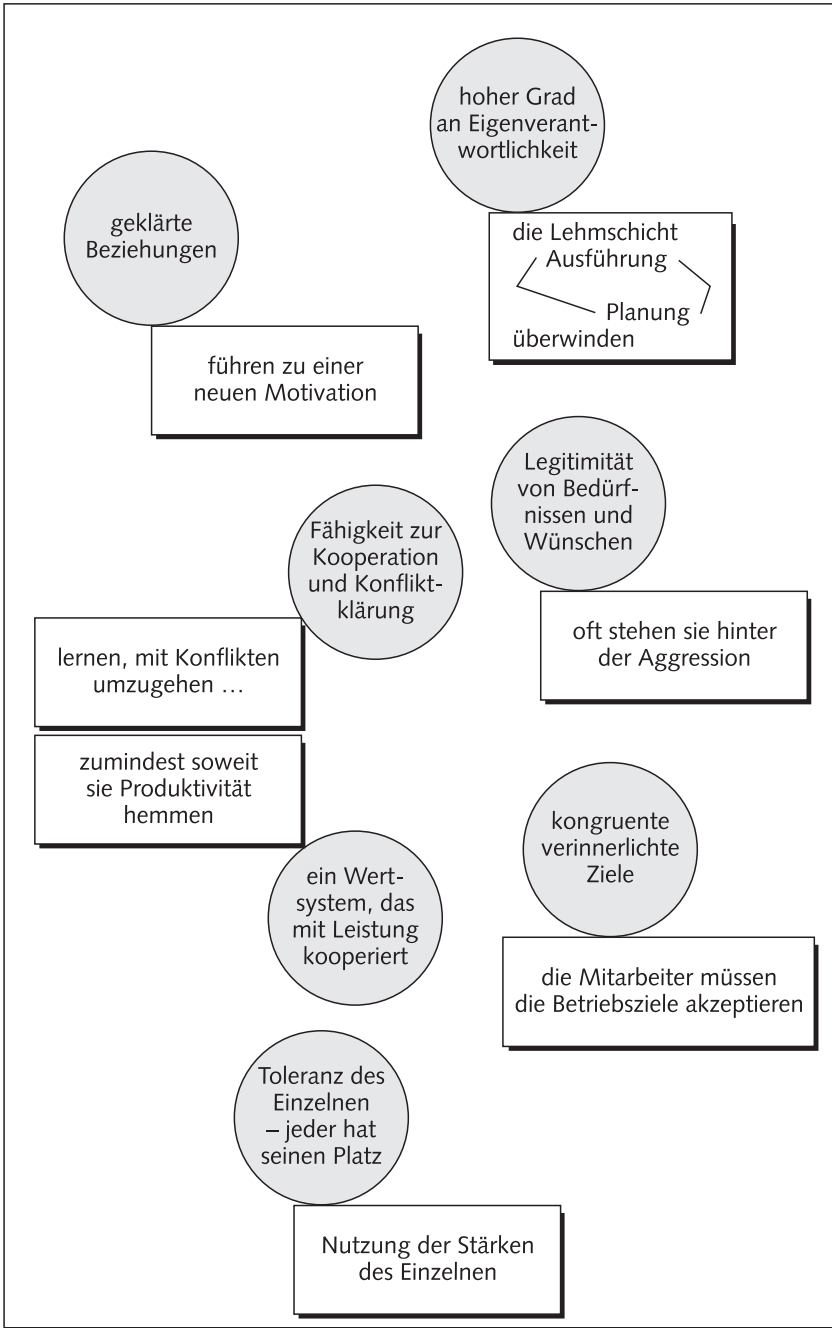 hoher Grad
an Eigenverant-
wortlichkeit
die Lehmschicht
Ausführung
Planung
überwinden
geklärte
Beziehungen
führen zu einer
neuen Motivation
Legitimität
von Bedürf-
nissen und
Wünschen
oft stehen sie hinter
der Aggression
Fähigkeit zur
Kooperation
und Konflikt-
klärung
lernen, mit Konflikten
umzugehen …
zumindest soweit
sie Produktivität
hemmen
kongruente
verinnerlichte
Ziele
die Mitarbeiter müssen
die Betriebsziele akzeptieren
ein Wert-
system, das
mit Leistung
kooperiert
Toleranz des
Einzelnen
– jeder hat
seinen Platz
Nutzung der Stärken
des Einzelnen